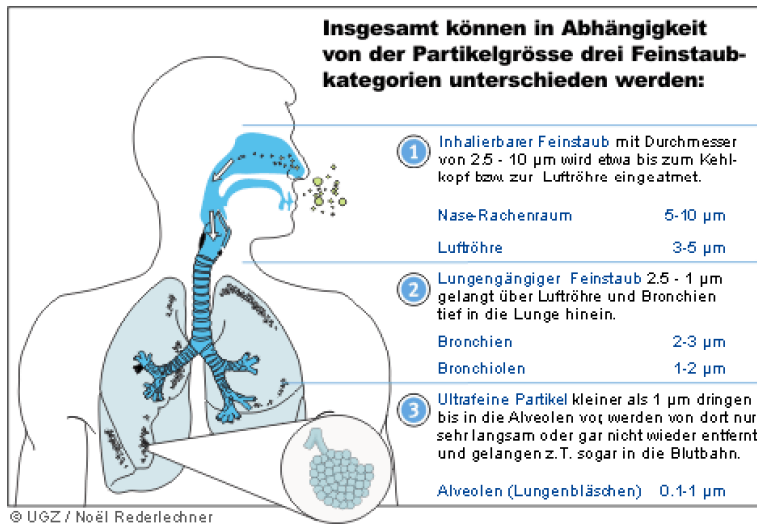 Insgesamt können in Abhängigkeit
von der Partikelgrösse drei Feinstaub-
kategorien unterschieden werden:
1 Inhalierbarer Feinstaub mit Durchmesser
von 2.5 - 10 µm wird etwa bis zum Kehl-
kopf bzw. zur Luftröhre eingeatmet.
Nase-Rachenraum 5-10 µm
Luftröhre 3-5 µm
2 Lungengängiger Feinstaub 2.5 - 1 µm
gelangt über Luftröhre und Bronchien
tief in die Lunge hinein.
Bronchien 2-3 µm
Bronchiolen 1-2 µm
3 Ultrafeine Partikel kleiner als 1 µm dringen
bis in die Alveolen vor, werden von dort nur
sehr langsam oder gar nicht wieder entfernt
und gelangen z.T. sogar in die Blutbahn.
Alveolen (Lungenbläschen) 0.1-1 µm
© UGZ / Noël Rederlechner